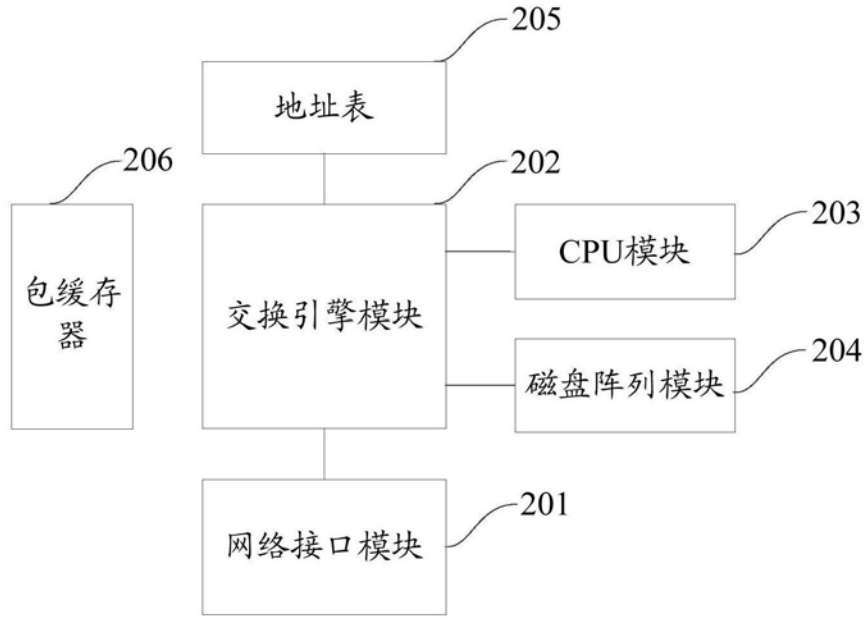 205
地址表
206
202
203
包缓存
器
交换引擎模块
CPU模块
204
磁盘阵列模块
201
网络接口模块